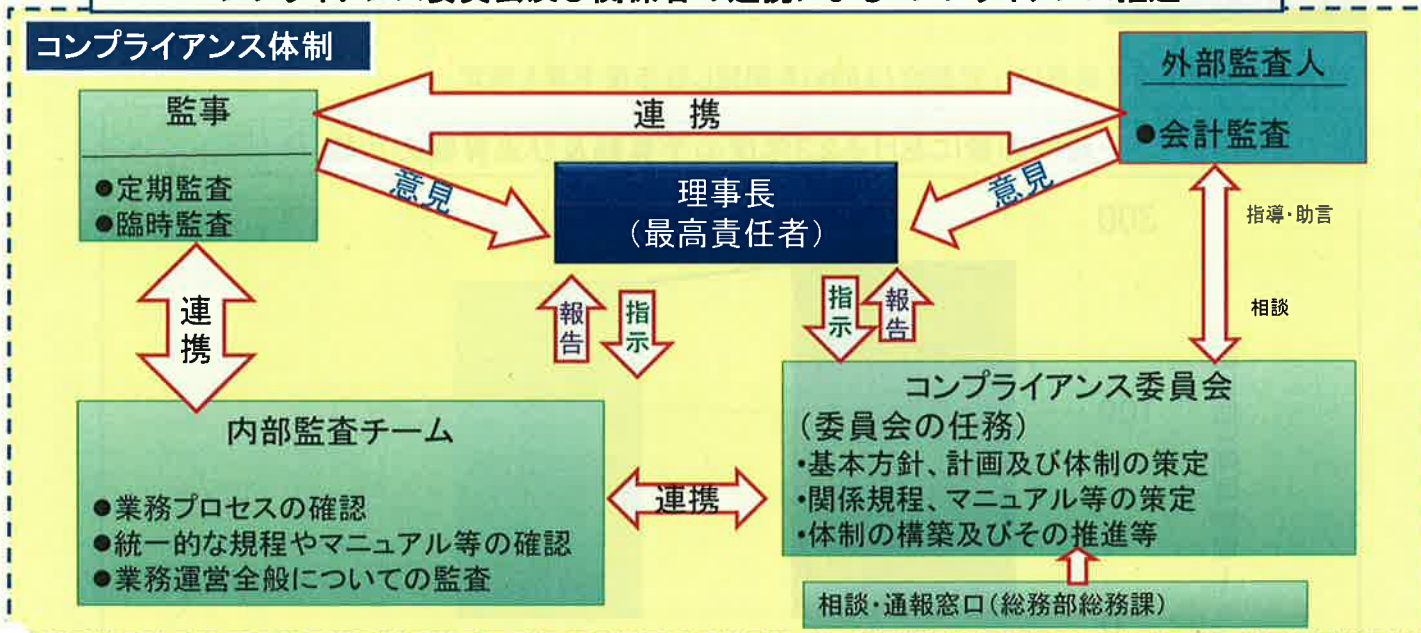 コンプライアンス体制
監事
●定期監査
●臨時監査
連 携
外部監査人
●会計監査
意見
意見
理事長
(最高責任者)
指導・助言
相談
連携
報告
指示
指示
報告
内部監査チーム
●業務プロセスの確認
●統一的な規程やマニュアル等の確認
●業務運営全般についての監査
連携
コンプライアンス委員会
(委員会の任務)
・基本方針、計画及び体制の策定
・関係規程、マニュアル等の策定
・体制の構築及びその推進等
相談・通報窓口(総務部総務課)